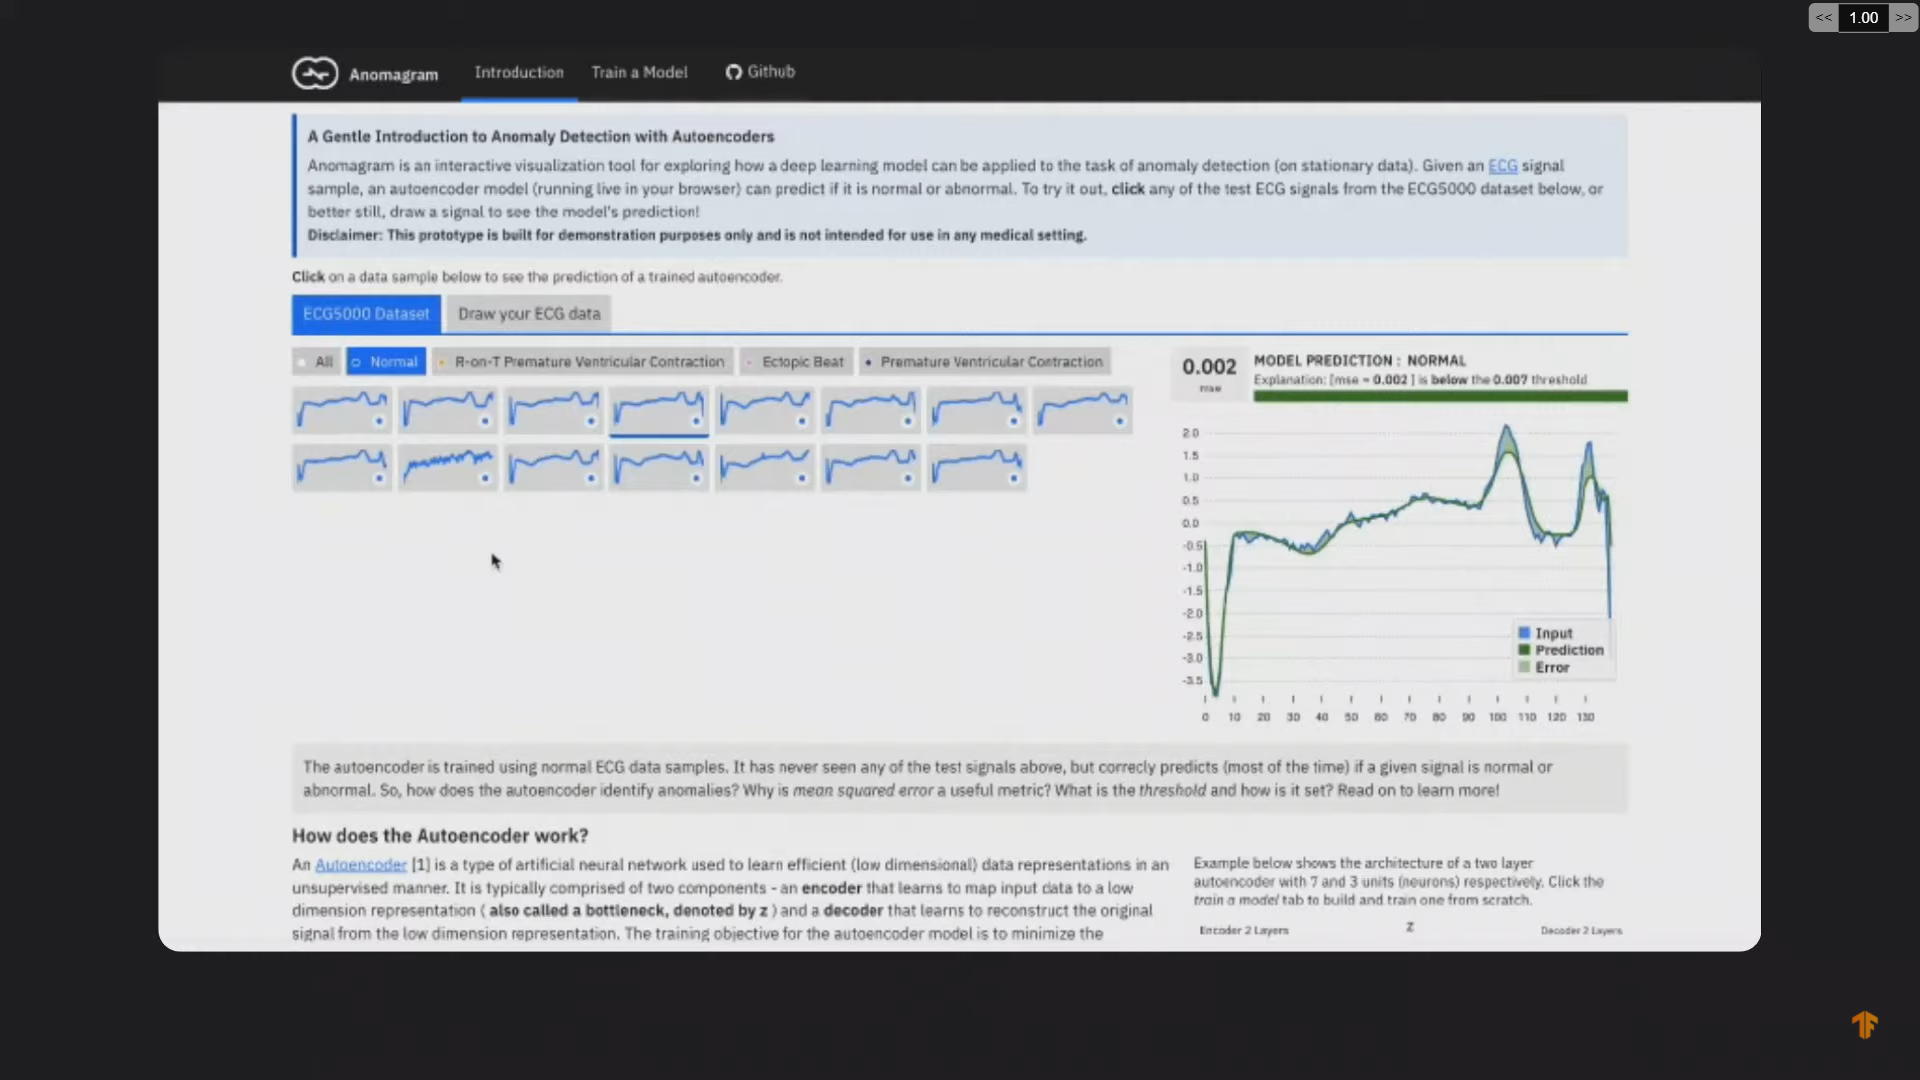 << 1.00 >>
Anomagram Introduction Train a Model Github
A Gentle Introduction to Anomaly Detection with Autoencoders
Anomagram is an interactive visualization tool for exploring how a deep learning model can be applied to the task of anomaly detection (on stationary data). Given an ECG signal
sample, an autoencoder model (running live in your browser) can predict if it is normal or abnormal. To try it out, click any of the test ECG signals from the ECG5000 dataset below, or
better still, draw a signal to see the model's prediction!
Disclaimer: This prototype is built for demonstration purposes only and is not intended for use in any medical setting.
Click on a data sample below to see the prediction of a trained autoencoder.
ECG5000 Dataset Draw your ECG data
All Normal R-on-T Premature Ventricular Contraction Ectopic Beat Premature Ventricular Contraction
0.002
mse
MODEL PREDICTION : NORMAL
Explanation: [mse = 0.002 ] is below the 0.007 threshold
2.0
1.5
1.0
0.5
0.0
-0.5
-1.0
-1.5
-2.0
-2.5
-3.0
-3.5
Input
Prediction
Error
0 10 20 30 40 50 60 70 80 90 100 110 120 130
The autoencoder is trained using normal ECG data samples. It has never seen any of the test signals above, but correcly predicts (most of the time) if a given signal is normal or
abnormal. So, how does the autoencoder identify anomalies? Why is mean squared error a useful metric? What is the threshold and how is it set? Read on to learn more!
How does the Autoencoder work?
An Autoencoder [1] is a type of artificial neural network used to learn efficient (low dimensional) data representations in an
unsupervised manner. It is typically comprised of two components - an encoder that learns to map input data to a low
dimension representation ( also called a bottleneck, denoted by z ) and a decoder that learns to reconstruct the original
signal from the low dimension representation. The training objective for the autoencoder model is to minimize the
Example below shows the architecture of a two layer
autoencoder with 7 and 3 units (neurons) respectively. Click the
train a model tab to build and train one from scratch.
Encoder 2 Layers Z Decoder 2 Layers